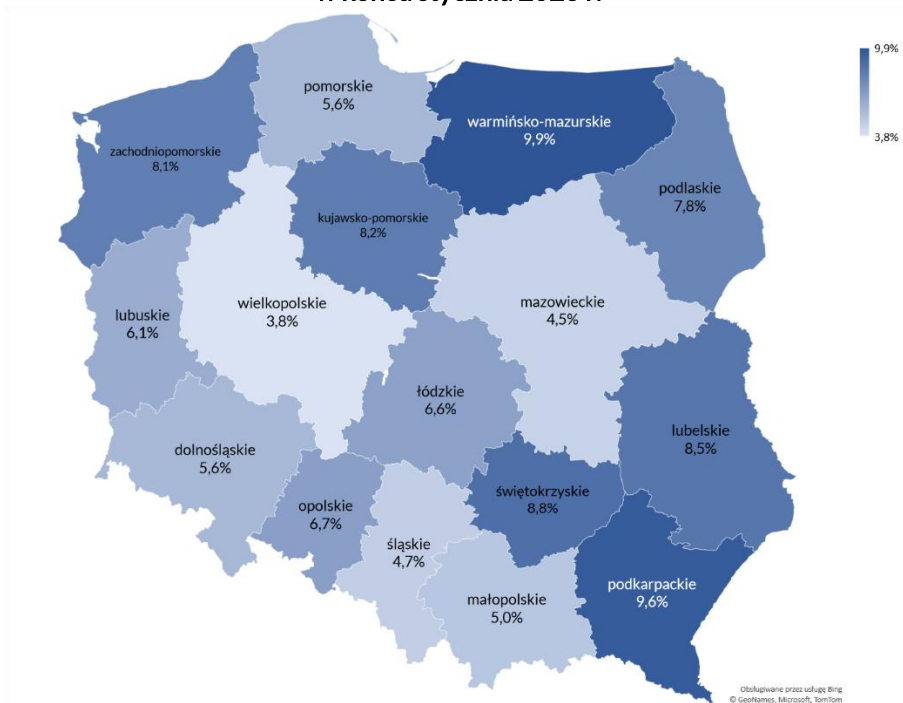 9,9%
3,8%
pomorskie
5,6%
warmińsko-mazurskie
9,9%
zachodniopomorskie
8,1%
podlaskie
7,8%
kujawsko-pomorskie
8,2%
wielkopolskie
3,8%
mazowieckie
4,5%
lubuskie
6,1%
łódzkie
6,6%
lubelskie
8,5%
dolnośląskie
5,6%
świętokrzyskie
8,8%
opolskie
6,7%
śląskie
4,7%
podkarpackie
9,6%
małopolskie
5,0%
Obsługiwane przez usługę Bing
© GeoNames, Microsoft, TomTom